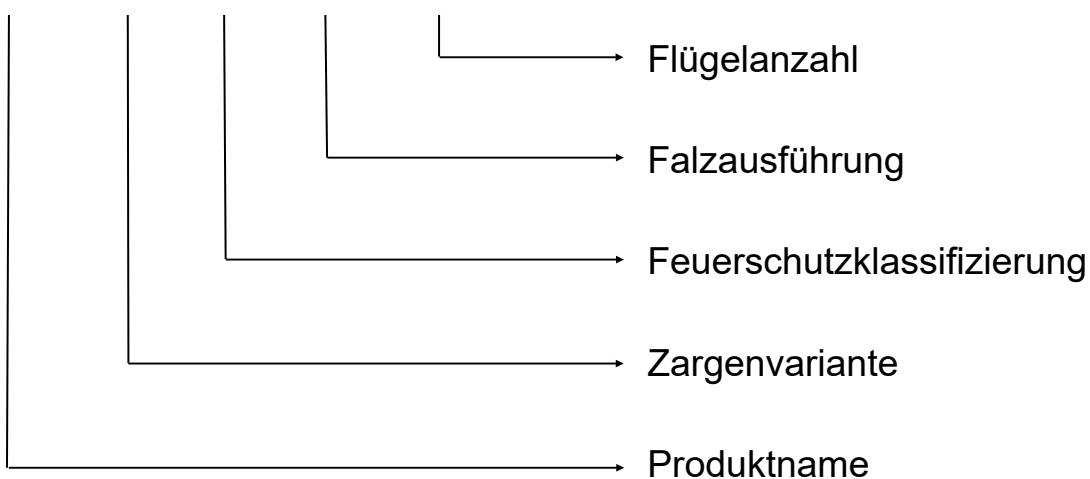 Flügelanzahl
Falzausführung
Feuerschutzklassifizierung
Zargenvariante
Produktname